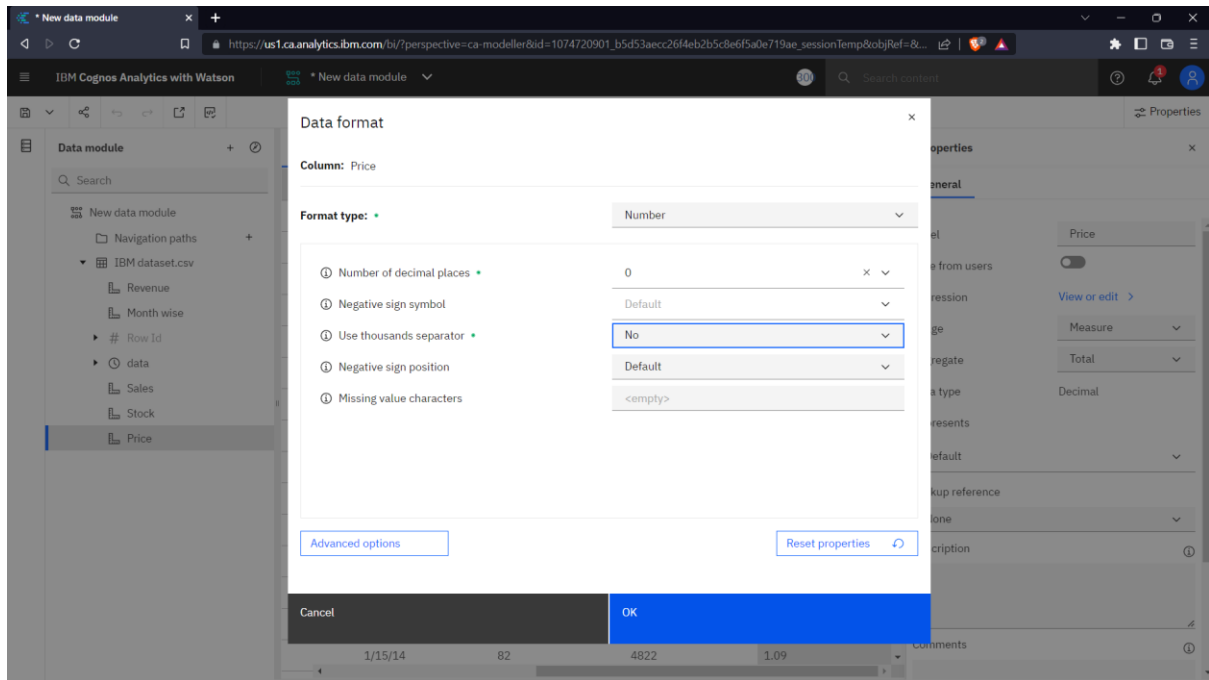 * New data module
https://us1.ca.analytics.ibm.com/bi/?perspective=ca-modeller&id=1074720901_b5d53aecc26f4eb2b5c8e6f5a0e719ae_sessionTemp&objRef=&...
IBM Cognos Analytics with Watson
* New data module
Search content
1
Properties
Data module
Search
New data module
Navigation paths
IBM dataset.csv
Revenue
Month wise
# Row Id
data
Sales
Stock
Price
Data format
Column: Price
Format type:
Number
Number of decimal places
0
Negative sign symbol
Default
Use thousands separator
No
Negative sign position
Default
Missing value characters
<empty>
Advanced options
Reset properties
Cancel
OK
1/15/14 82 4822 1.09
operties
eneral
el
Price
e from users
ression
View or edit
ge
Measure
regate
Total
a type
Decimal
resents
efault
kup reference
lone
cription
Comments